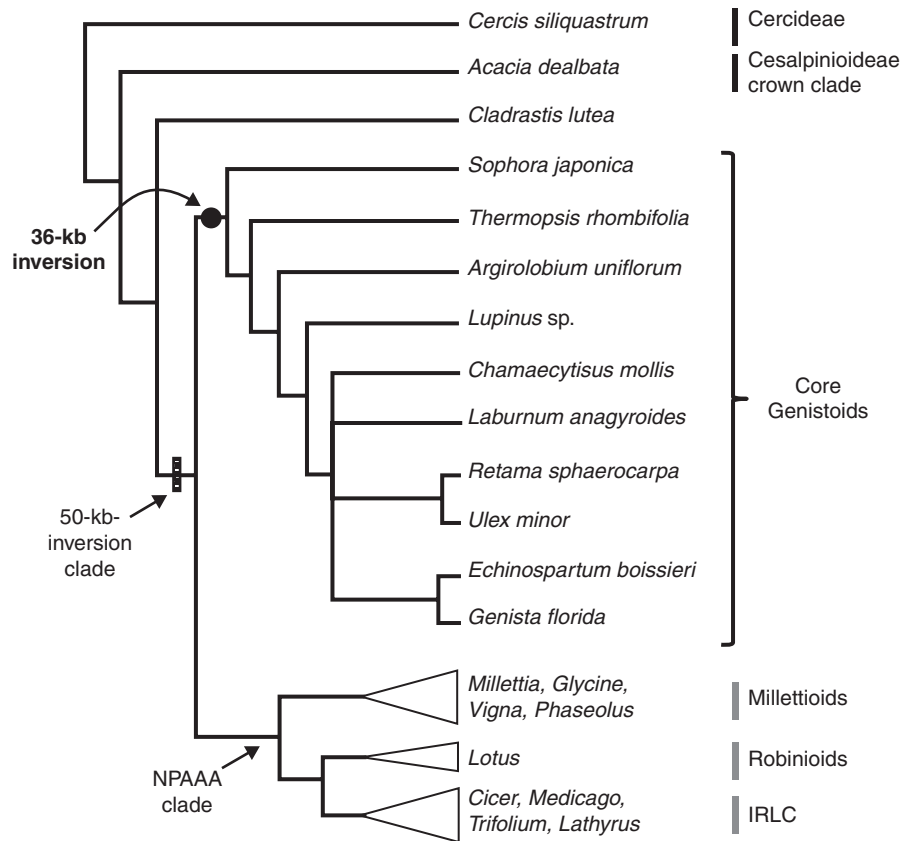 Cercis siliquastrum
Cercideae
Acacia dealbata
Cesalpinioideae
crown clade
Cladrastis lutea
Sophora japonica
36-kb
inversion
Thermopsis rhombifolia
Argirolobium uniflorum
Lupinus sp.
Chamaecytisus mollis
Core
Genistoids
Laburnum anagyroides
Retama sphaerocarpa
Ulex minor
50-kb-
inversion
clade
Echinospartum boissieri
Genista florida
Millettia, Glycine,
Vigna, Phaseolus
Millettioids
NPAAA
clade
Lotus
Robinioids
Cicer, Medicago,
Trifolium, Lathyrus
IRLC